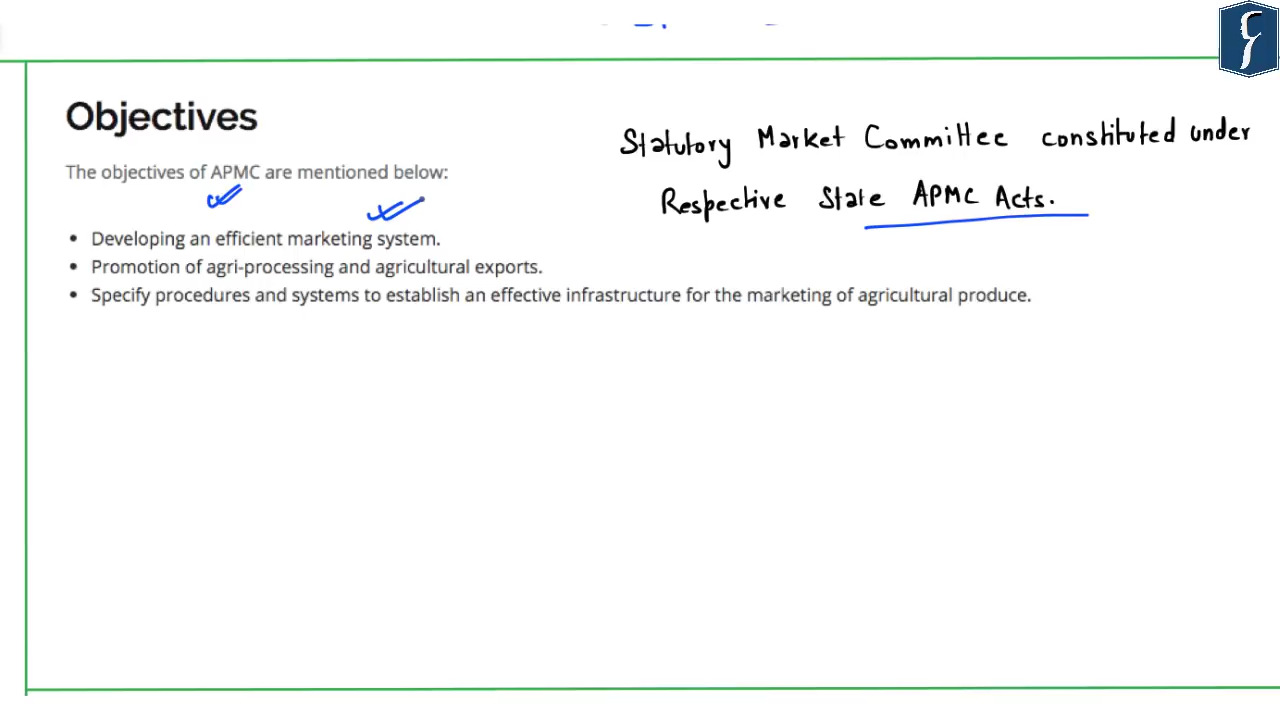 Objectives
Statutory Market Committee constituted under
The objectives of APMC are mentioned below:
Respective State APMC Acts.
• Developing an efficient marketing system.
• Promotion of agri-processing and agricultural exports.
• Specify procedures and systems to establish an effective infrastructure for the marketing of agricultural produce.